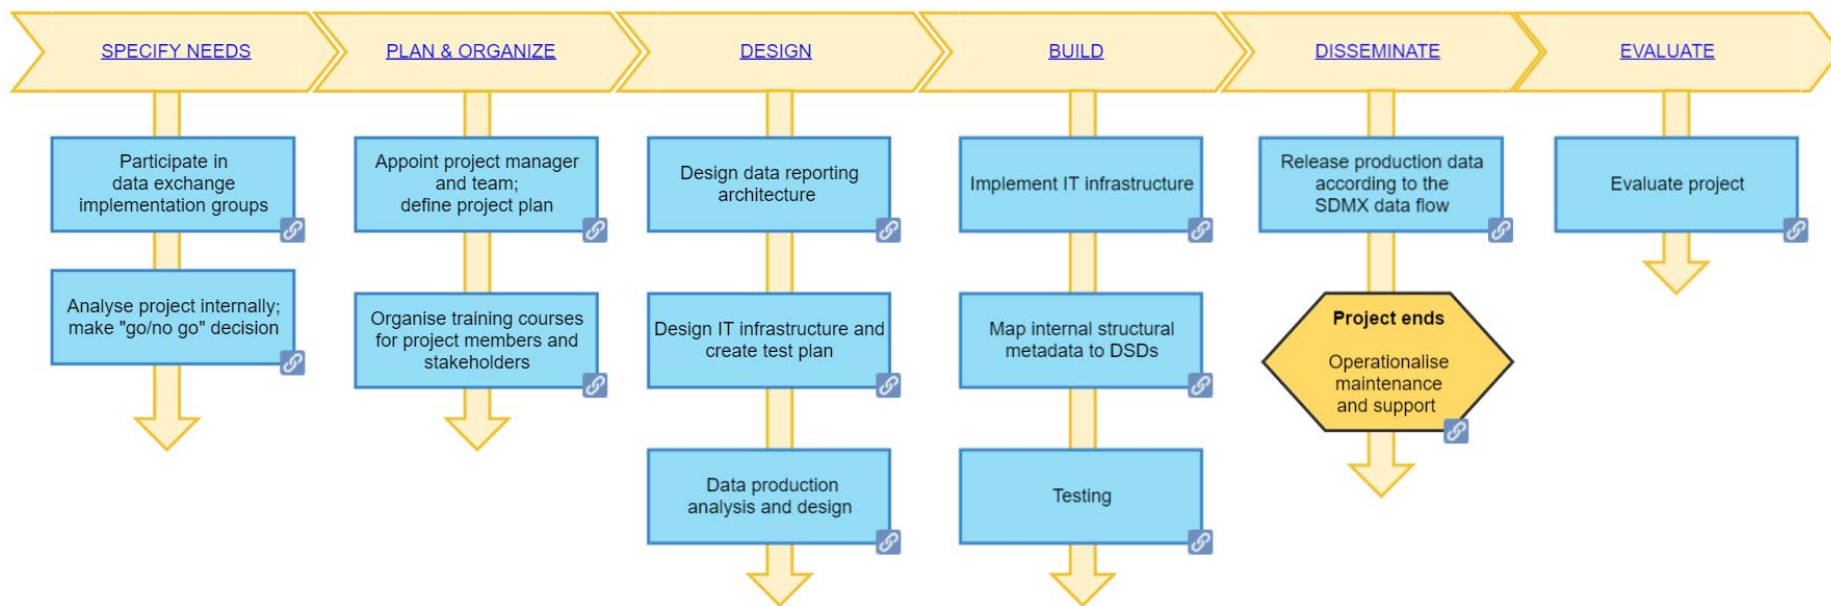 SPECIFY NEEDS
PLAN & ORGANIZE
DESIGN
BUILD
DISSEMINATE
EVALUATE
Participate in
data exchange
implementation groups
Analyse project internally;
make "go/no go" decision
Appoint project manager
and team;
define project plan
Organise training courses
for project members and
stakeholders
Design data reporting
architecture
Design IT infrastructure and
create test plan
Data production
analysis and design
Implement IT infrastructure
Map internal structural
metadata to DSDs
Testing
Release production data
according to the
SDMX data flow
Project ends
Operationalise
maintenance
and support
Evaluate project